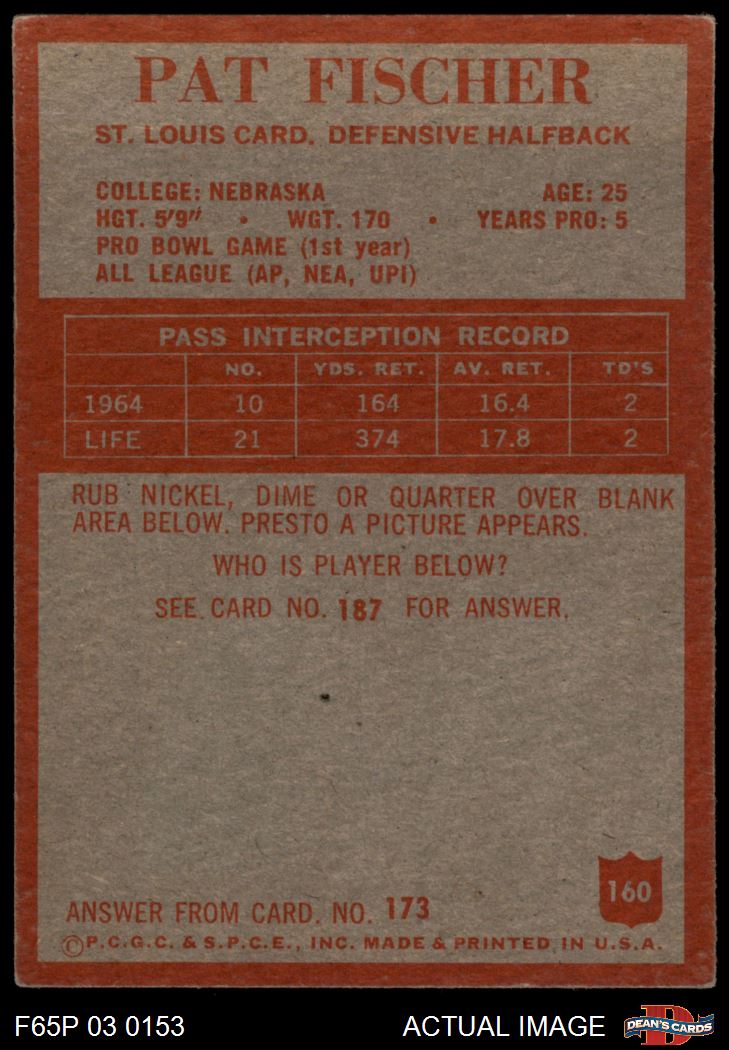 PAT FISCHER
ST. LOUIS CARD. DEFENSIVE HALFBACK
COLLEGE: NEBRASKA AGE: 25
HGT. 5'9" • WGT. 170 • YEARS PRO: 5
PRO BOWL GAME (1st year)
ALL LEAGUE (AP, NEA, UPI)
PASS INTERCEPTION RECORD
NO. YDS. RET. AV. RET. TD'S
1964 10 164 16.4 2
LIFE 21 374 17.8 2
RUB NICKEL, DIME OR QUARTER OVER BLANK
AREA BELOW. PRESTO A PICTURE APPEARS.
WHO IS PLAYER BELOW?
SEE CARD NO. 187 FOR ANSWER.
160
ANSWER FROM CARD. NO. 173
©P.C.G.C. & S.P.C.E., INC. MADE & PRINTED IN U.S.A.
F65P 03 0153 ACTUAL IMAGE DEAN'S CARDS